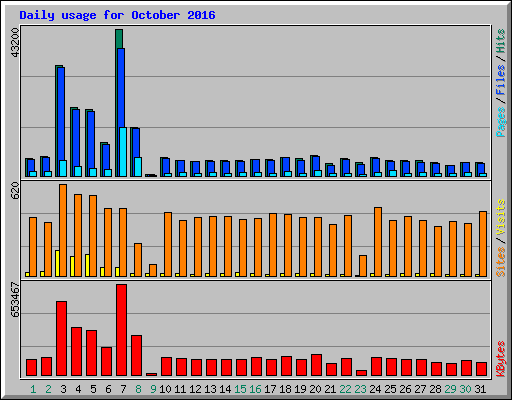 Daily usage for October 2016
43200
Pages / Files / Hits
620
Sites / Visits
653467
KBytes
1 2 3 4 5 6 7 8 9 10 11 12 13 14 15 16 17 18 19 20 21 22 23 24 25 26 27 28 29 30 31